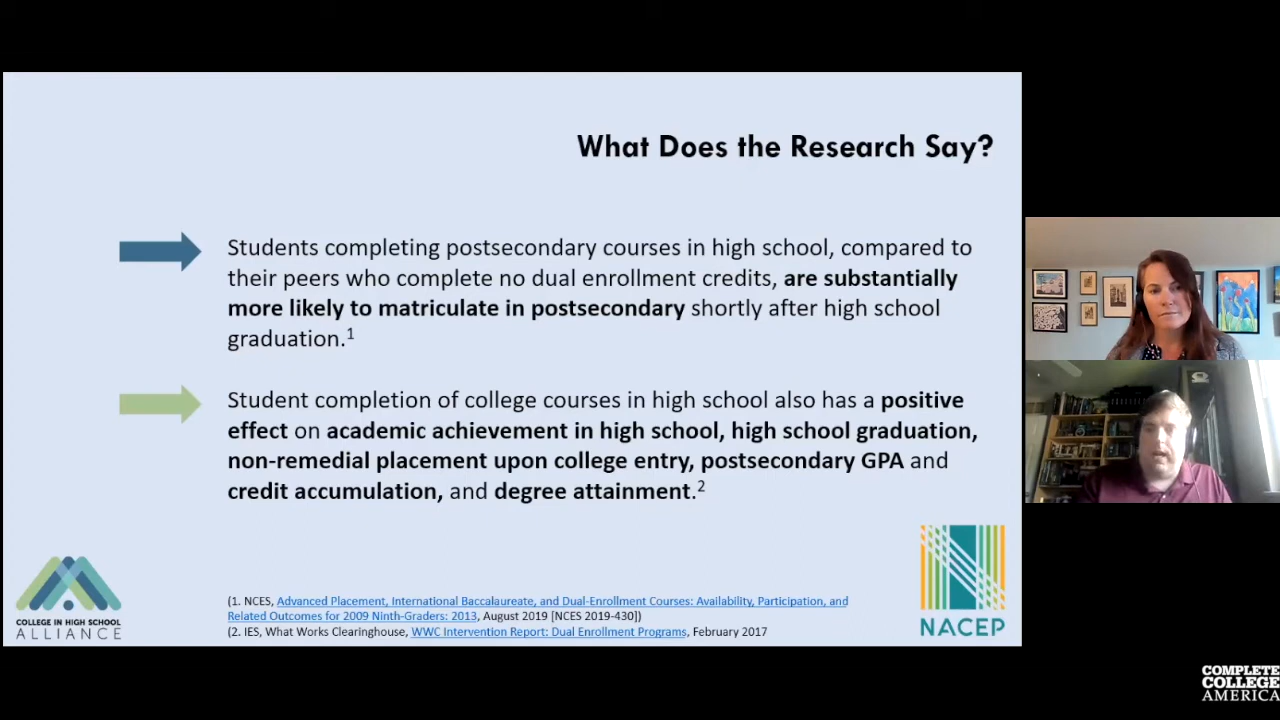 What Does the Research Say?
Students completing postsecondary courses in high school, compared to
their peers who complete no dual enrollment credits, are substantially
more likely to matriculate in postsecondary shortly after high school
graduation.1
Student completion of college courses in high school also has a positive
effect on academic achievement in high school, high school graduation,
non-remedial placement upon college entry, postsecondary GPA and
credit accumulation, and degree attainment.2
(1. NCES, Advanced Placement, International Baccalaureate, and Dual-Enrollment Courses: Availability, Participation, and
Related Outcomes for 2009 Ninth-Graders: 2013, August 2019 [NCES 2019-430])
(2. IES, What Works Clearinghouse, WWC Intervention Report: Dual Enrollment Programs, February 2017
COLLEGE IN HIGH SCHOOL
ALLIANCE
NACEP
COMPLETE
COLLEGE
AMERICA